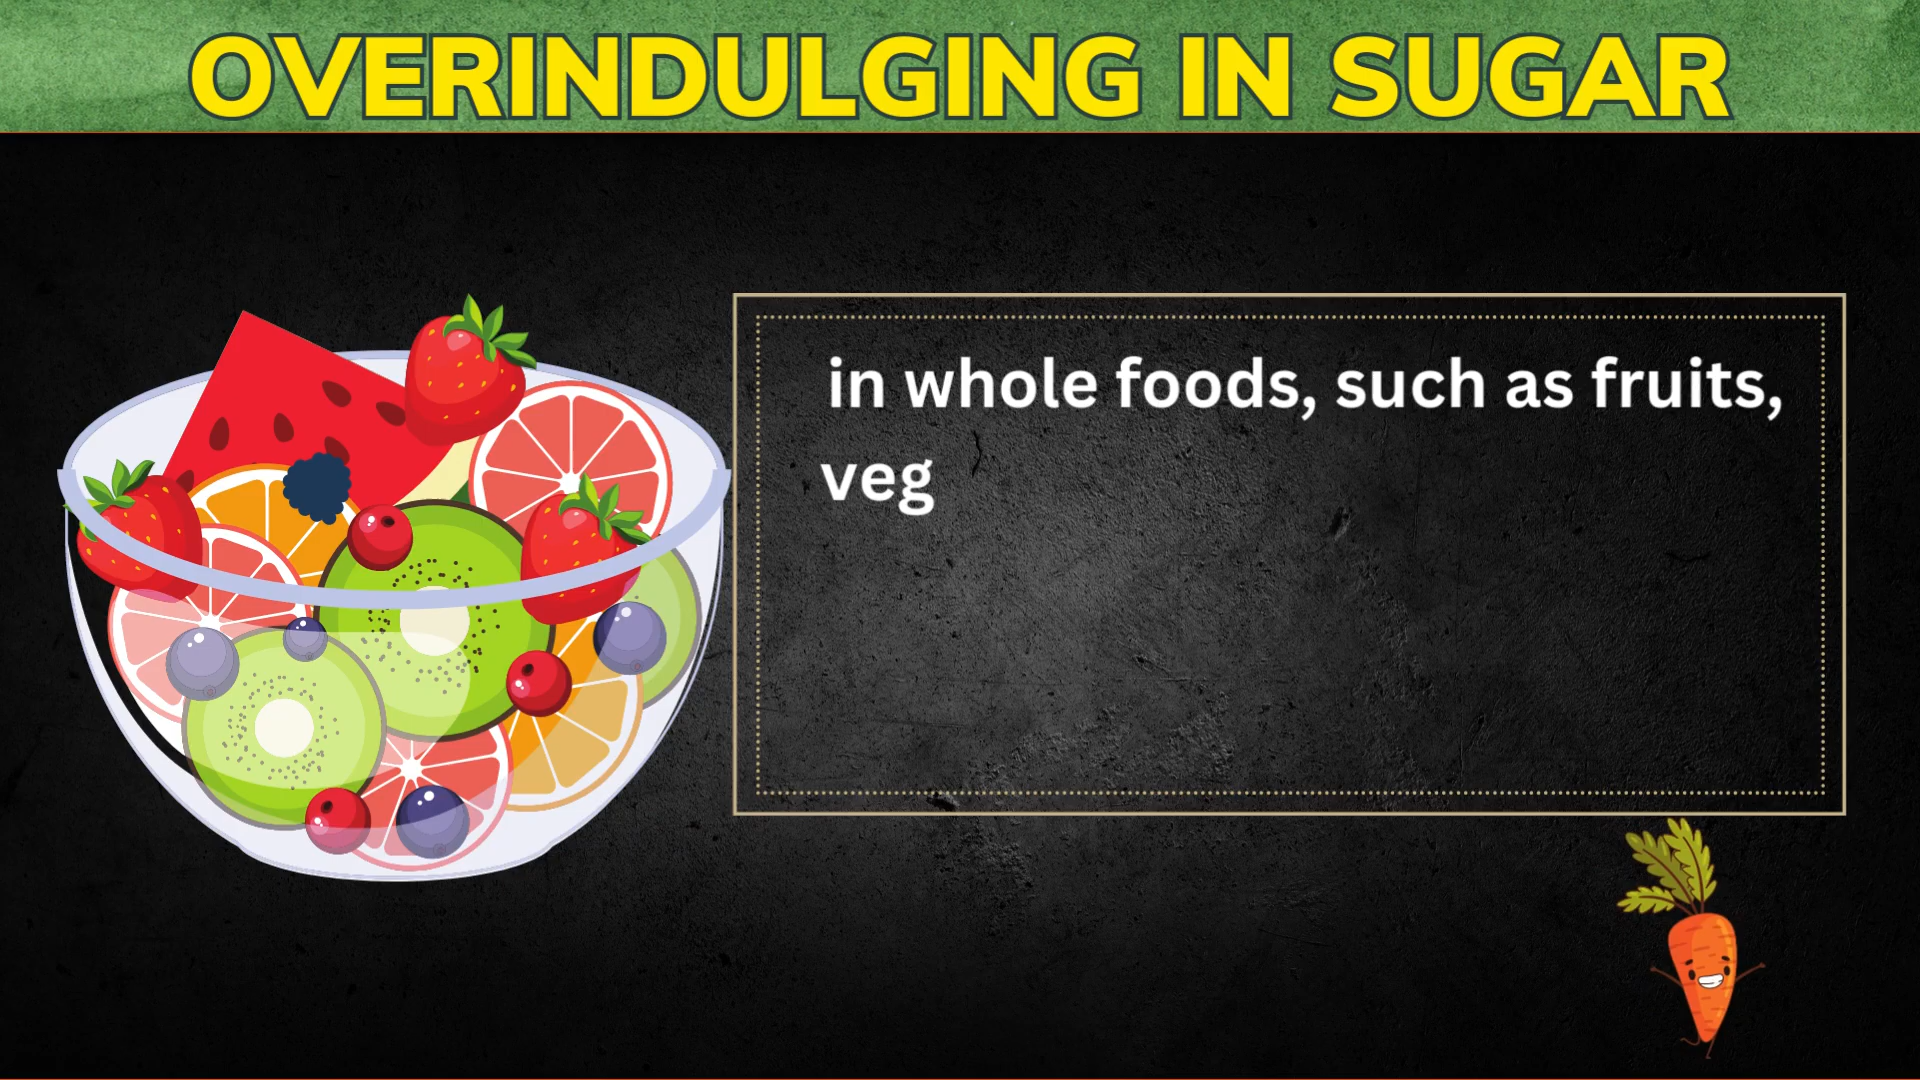 OVERINDULGING IN SUGAR
in whole foods, such as fruits,
veg